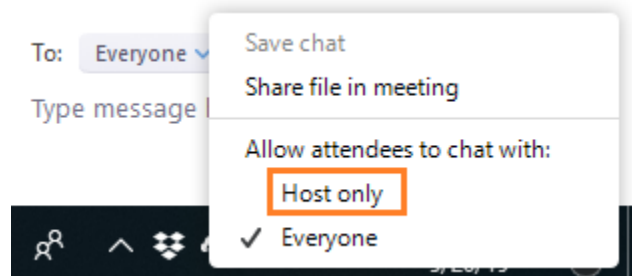 To: Everyone
Type message
Save chat
Share file in meeting
Allow attendees to chat with:
Host only
Everyone